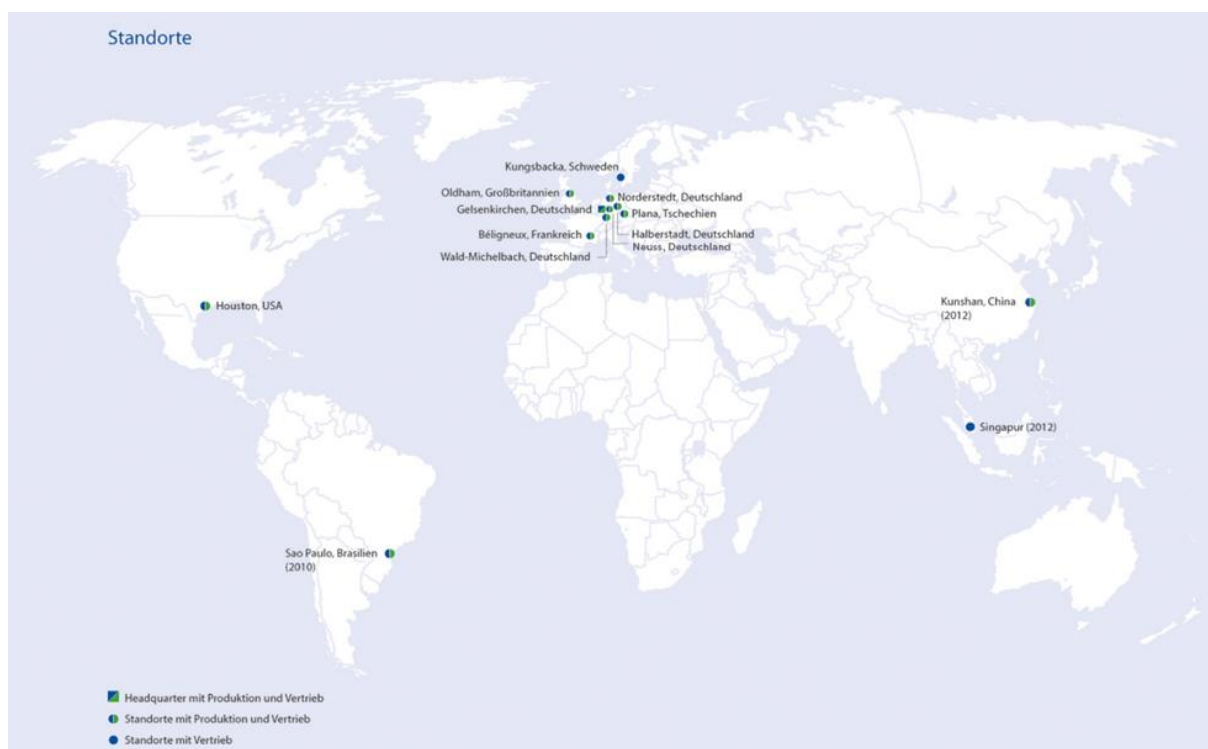 Standorte
Kungsbacka, Schweden
Oldham, Großbritannien
Norderstedt, Deutschland
Gelsenkirchen, Deutschland
Plana, Tschechien
Béligneux, Frankreich
Halberstadt, Deutschland
Neuss, Deutschland
Wald-Michelbach, Deutschland
Houston, USA
Kunshan, China
(2012)
Singapur (2012)
Sao Paulo, Brasilien
(2010)
Headquarter mit Produktion und Vertrieb
Standorte mit Produktion und Vertrieb
Standorte mit Vertrieb